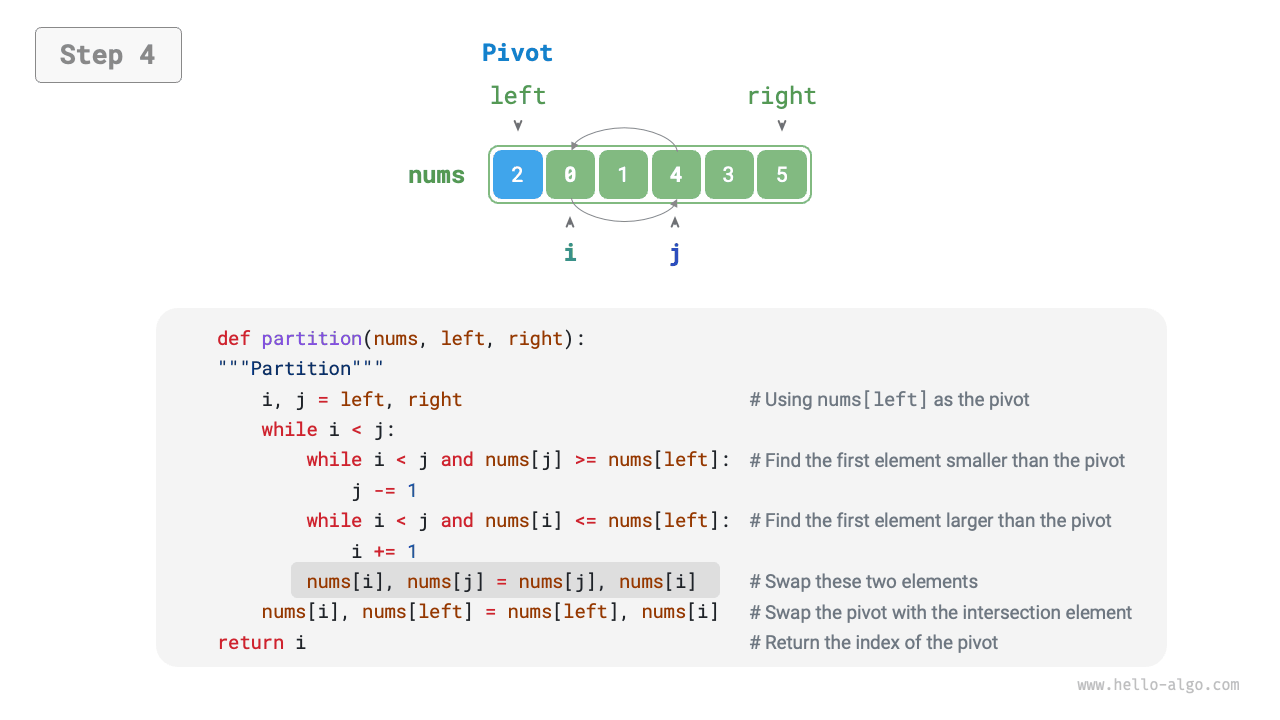 Step 4
Pivot
left right
nums 2 0 1 4 3 5
i j
def partition(nums, left, right):
"""Partition"""
i, j = left, right # Using nums[left] as the pivot
while i < j:
while i < j and nums[j] >= nums[left]: # Find the first element smaller than the pivot
j -= 1
while i < j and nums[i] <= nums[left]: # Find the first element larger than the pivot
i += 1
nums[i], nums[j] = nums[j], nums[i] # Swap these two elements
nums[i], nums[left] = nums[left], nums[i] # Swap the pivot with the intersection element
return i # Return the index of the pivot
www.hello-algo.com